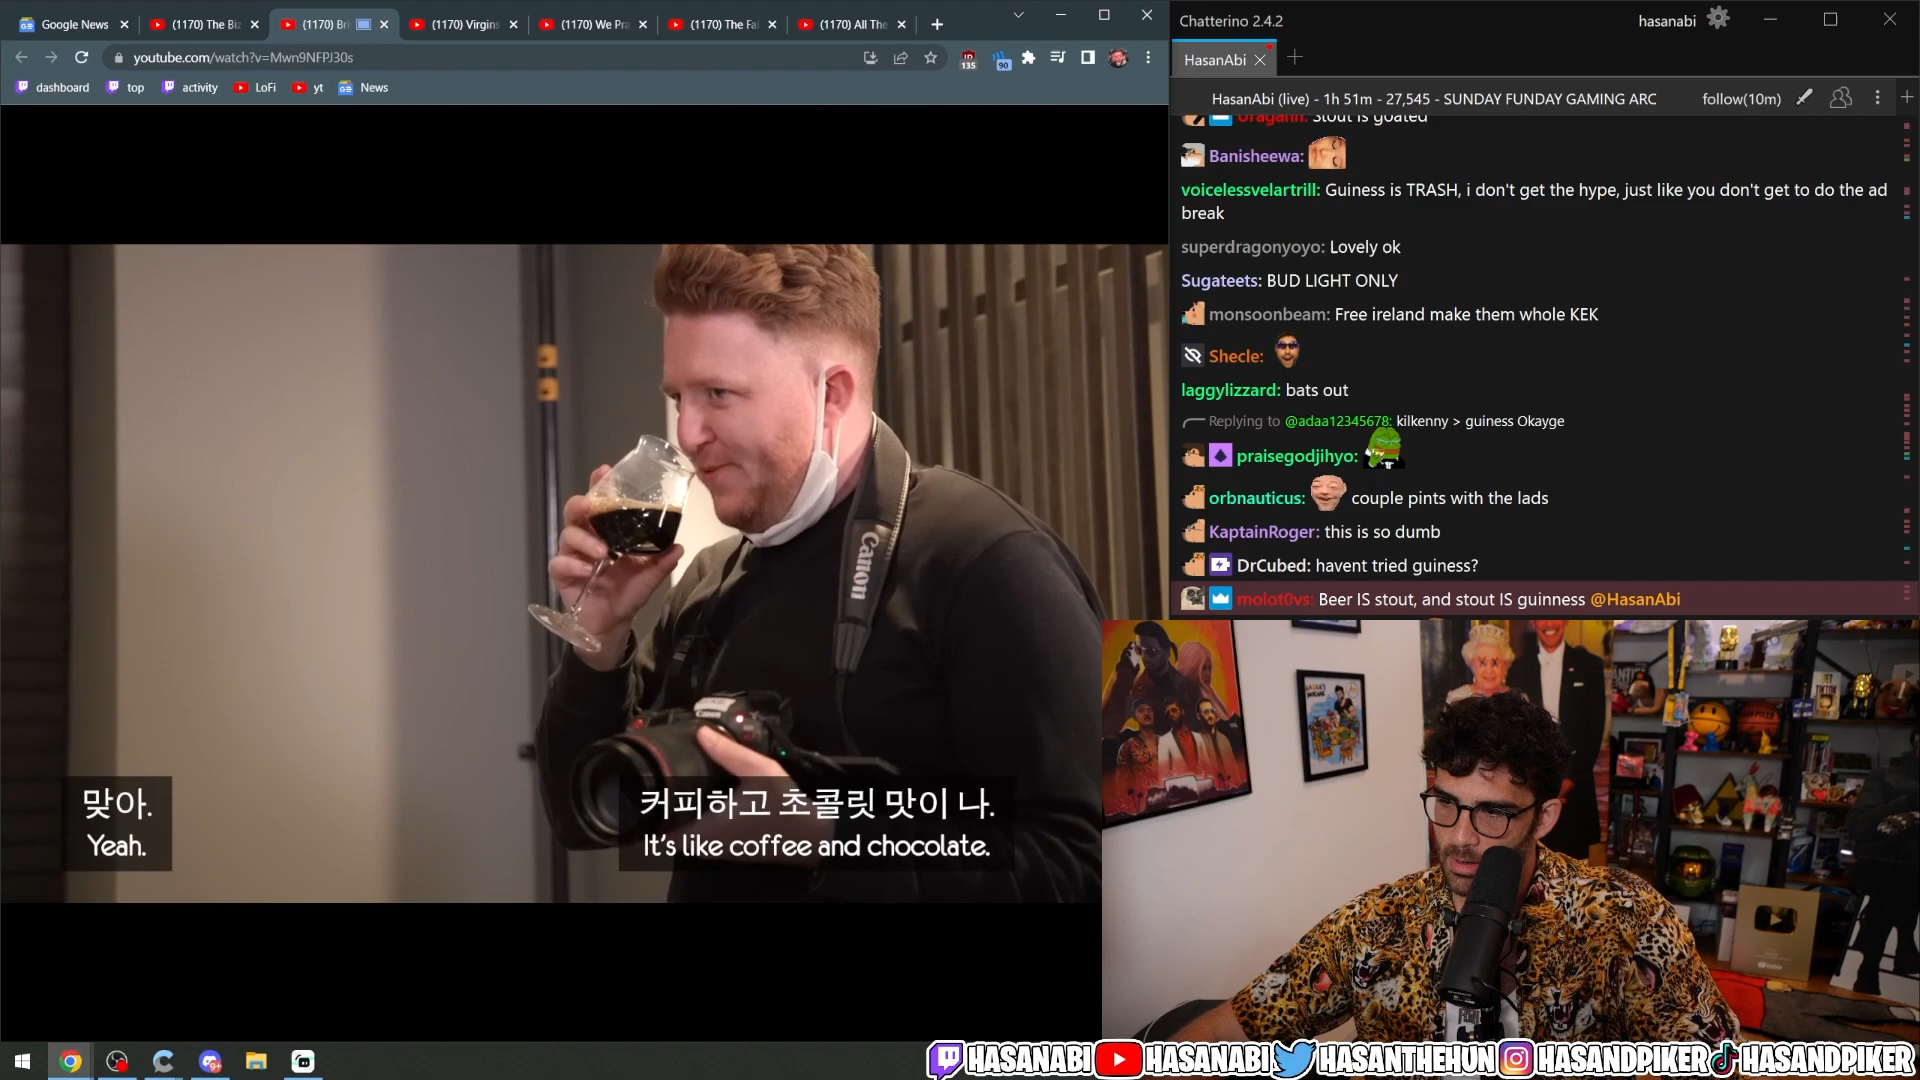 Google News
(1170) The Biz
(1170) Bri
(1170) Virgins
(1170) We Pra
(1170) The Fal
(1170) All The
youtube.com/watch?v=Mwn9NFPJ30s
135
90
dashboard
top
activity
LoFi
yt
News
Chatterino 2.4.2
hasanabi
HasanAbi
HasanAbi (live) - 1h 51m - 27,545 - SUNDAY FUNDAY GAMING ARC
follow(10m)
Stout is goated
Banisheewa:
voicelessvelartrill: Guiness is TRASH, i don't get the hype, just like you don't get to do the ad
break
superdragonyoyo: Lovely ok
Sugateets: BUD LIGHT ONLY
monsoonbeam: Free ireland make them whole KEK
Shecle:
laggylizzard: bats out
Replying to @adaa12345678: kilkenny > guiness Okayge
praisegodjihyo:
orbnauticus: couple pints with the lads
KaptainRoger: this is so dumb
DrCubed: havent tried guiness?
molot0vs: Beer IS stout, and stout IS guinness @HasanAbi
Canon
맞아.
Yeah.
커피하고 초콜릿 맛이 나.
It's like coffee and chocolate.
HASANABI
HASANABI
HASANTHEHUN
HASANDPIKER
HASANDPIKER